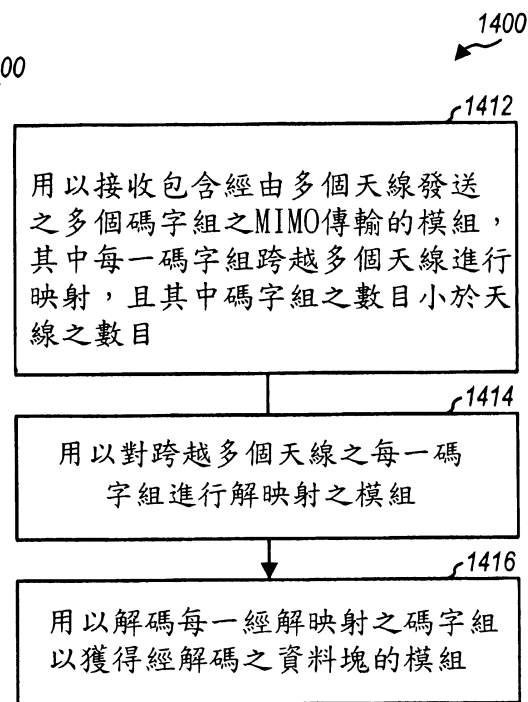 1400
00
1412
用以接收包含經由多個天線發送
之多個碼字組之MIMO傳輸的模組，
其中每一碼字組跨越多個天線進行
映射，且其中碼字組之數目小於天
線之數目
1414
用以對跨越多個天線之每一碼
字組進行解映射之模組
1416
用以解碼每一經解映射之碼字組
以獲得經解碼之資料塊的模組